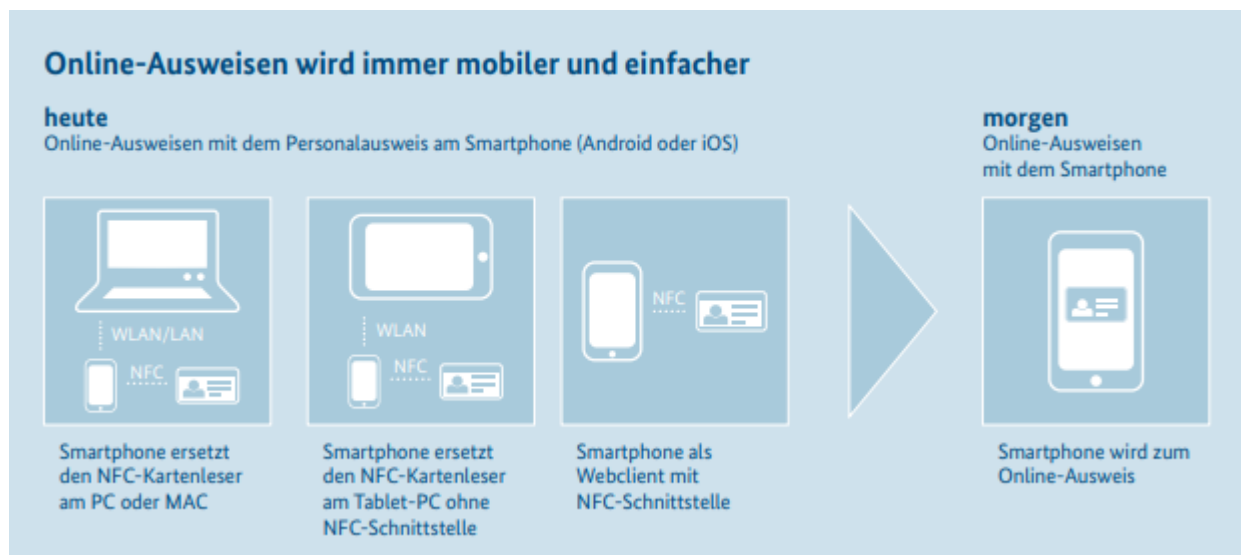 Online-Ausweisen wird immer mobiler und einfacher
heute
Online-Ausweisen mit dem Personalausweis am Smartphone (Android oder iOS)
morgen
Online-Ausweisen
mit dem Smartphone
WLAN/LAN
NFC
WLAN
NFC
NFC
Smartphone ersetzt
den NFC-Kartenleser
am PC oder MAC
Smartphone ersetzt
den NFC-Kartenleser
am Tablet-PC ohne
NFC-Schnittstelle
Smartphone als
Webclient mit
NFC-Schnittstelle
Smartphone wird zum
Online-Ausweis